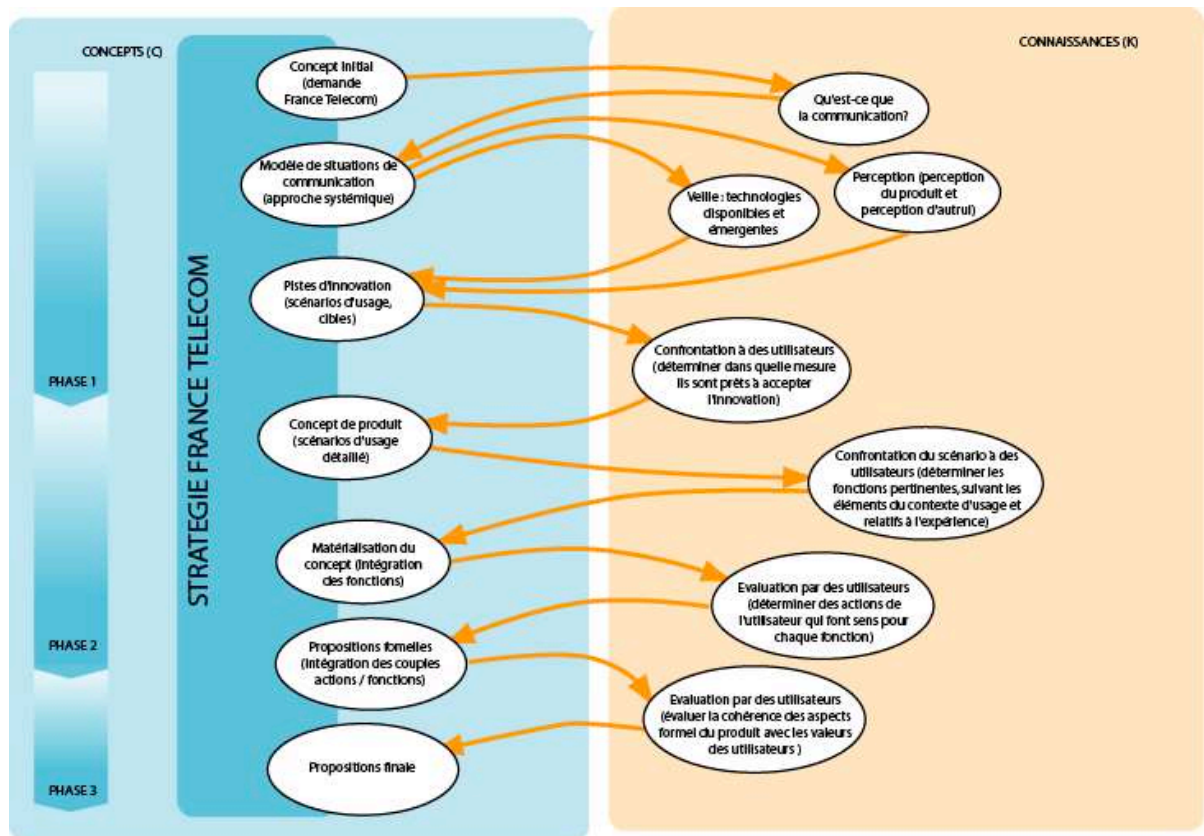 CONCEPTS (C)
CONNAISSANCES (K)
Concept initial
(demande
France Telecom)
Qu'est-ce que
la communication?
Modèle de situations de
communication
(approche systémique)
Veille : technologies
disponibles et
émergentes
Perception (perception
du produit et
perception d'autrui)
STRATEGIE FRANCE TELECOM
Pistes d'innovation
(scénarios d'usage,
cibles)
Confrontation à des utilisateurs
(déterminer dans quelle mesure
ils sont prêts à accepter
l'innovation)
PHASE 1
Concept de produit
(scénarios d'usage
détaillé)
Confrontation du scénario à des
utilisateurs (déterminer les
fonctions pertinentes, suivant les
éléments du contexte d'usage et
relatifs à l'expérience)
Matérialisation du
concept (intégration
des fonctions)
Evaluation par des utilisateurs
(déterminer des actions de
l'utilisateur qui font sens pour
chaque fonction)
PHASE 2
Propositions fomelles
(intégration des couples
actions / fonctions)
Evaluation par des utilisateurs
(évaluer la cohérence des aspects
formel du produit avec les valeurs
des utilisateurs )
Propositions finale
PHASE 3